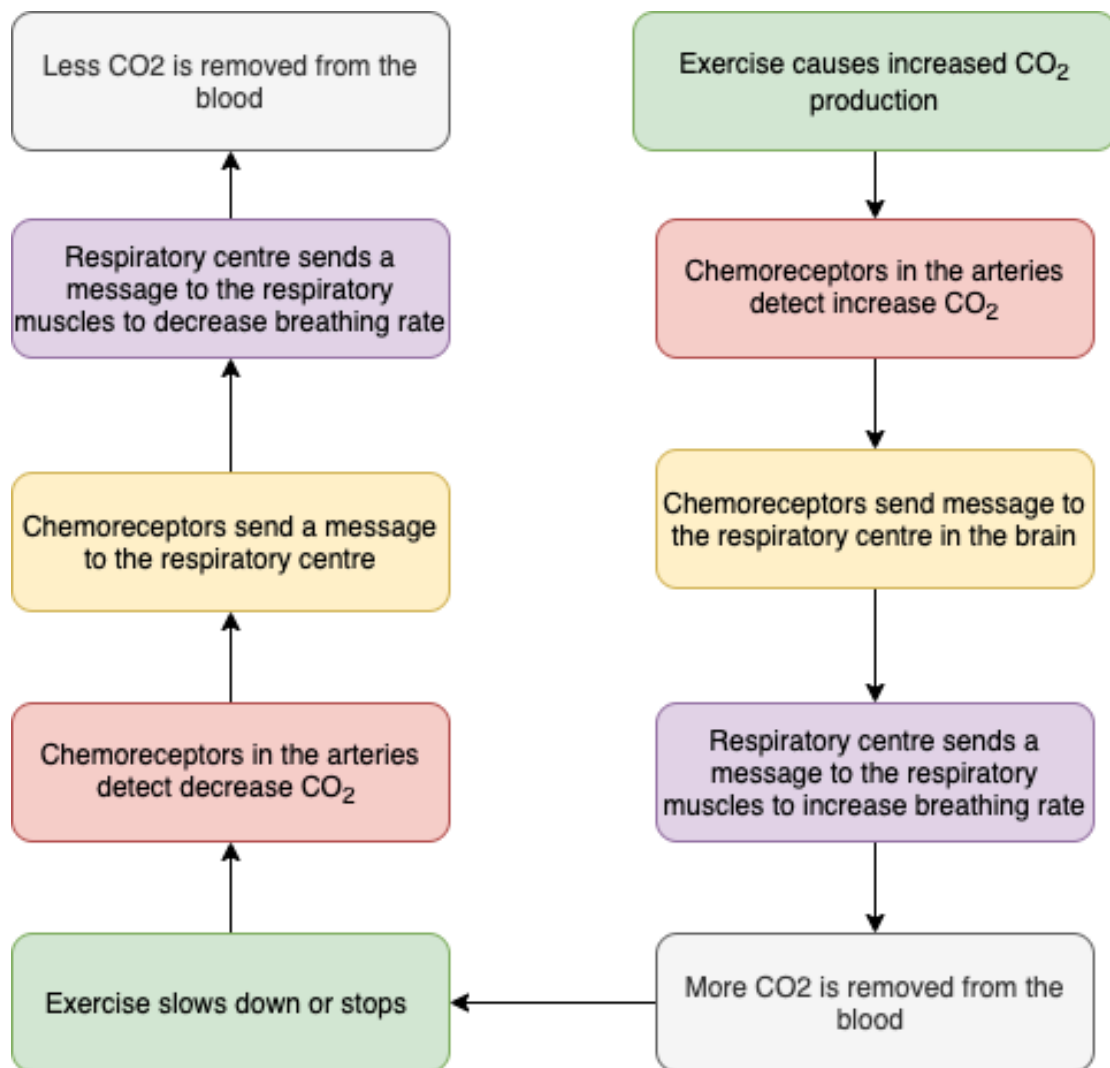 Less CO2 is removed from the
blood
Respiratory centre sends a
message to the respiratory
muscles to decrease breathing rate
Chemoreceptors send a message
to the respiratory centre
Chemoreceptors in the arteries
detect decrease CO₂
Exercise slows down or stops
Exercise causes increased CO₂
production
Chemoreceptors in the arteries
detect increase CO₂
Chemoreceptors send message to
the respiratory centre in the brain
Respiratory centre sends a
message to the respiratory
muscles to increase breathing rate
More CO2 is removed from the
blood